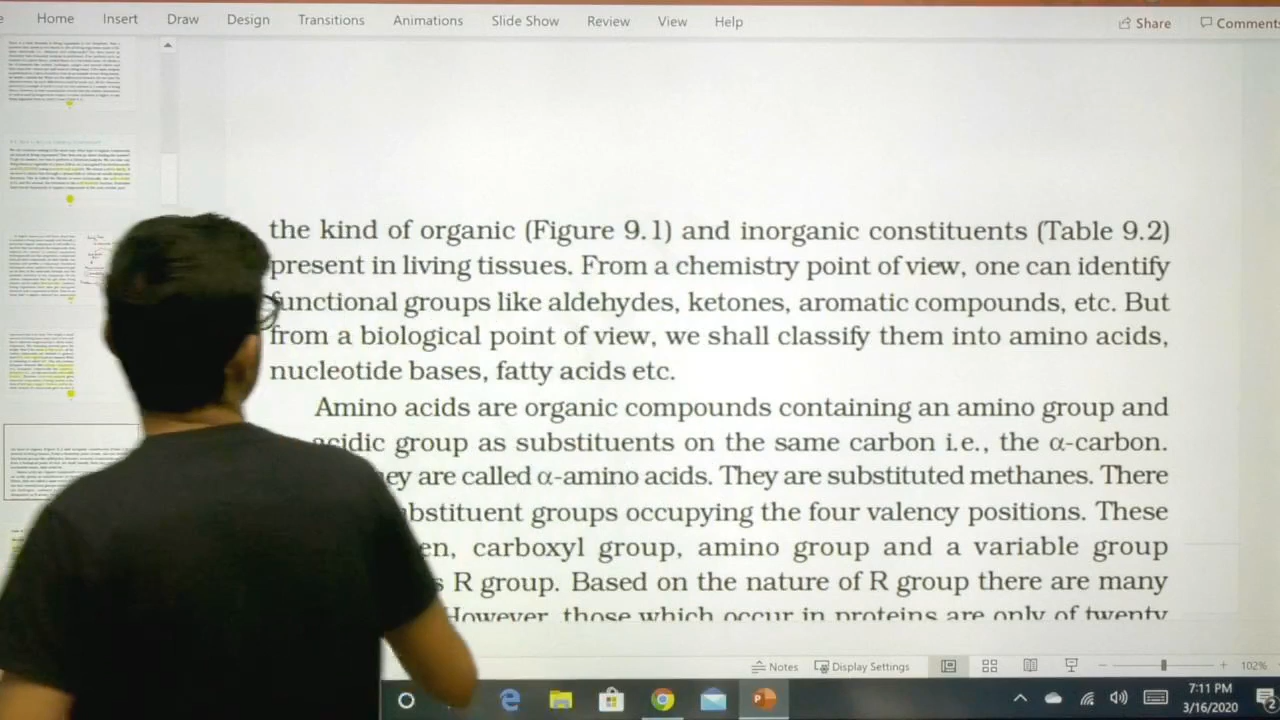 Home Insert Draw Design Transitions Animations Slide Show Review View Help Share Comments
the kind of organic (Figure 9.1) and inorganic constituents (Table 9.2)
present in living tissues. From a chemistry point of view, one can identify
functional groups like aldehydes, ketones, aromatic compounds, etc. But
from a biological point of view, we shall classify them into amino acids,
nucleotide bases, fatty acids etc.
Amino acids are organic compounds containing an amino group and
acidic group as substituents on the same carbon i.e., the α-carbon.
ey are called α-amino acids. They are substituted methanes. There
bstituent groups occupying the four valency positions. These
en, carboxyl group, amino group and a variable group
s R group. Based on the nature of R group there are many
However, those which occur in proteins are only of twenty
Notes Display Settings 102%
7:11 PM
3/16/2020